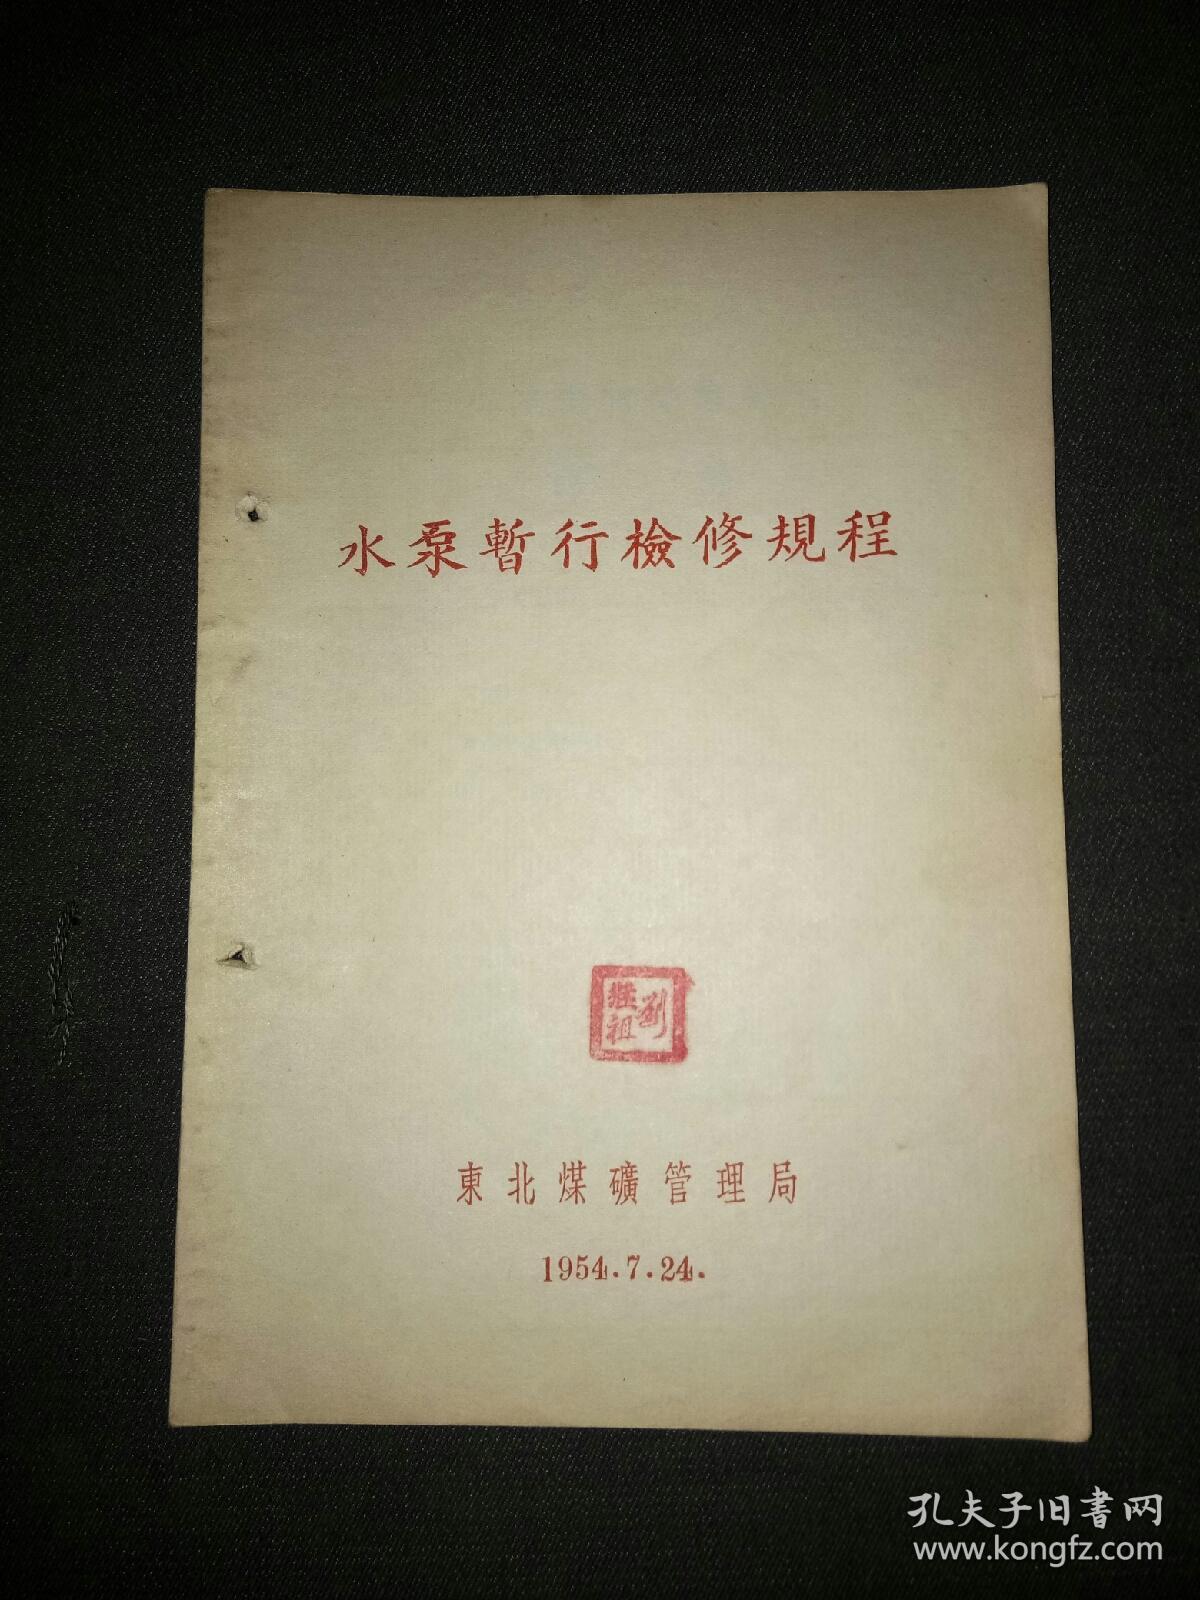 水泵暫行檢修規程
劉
繼祖
東北煤礦管理局
1954.7.24.
孔夫子旧書网
www.kongfz.com